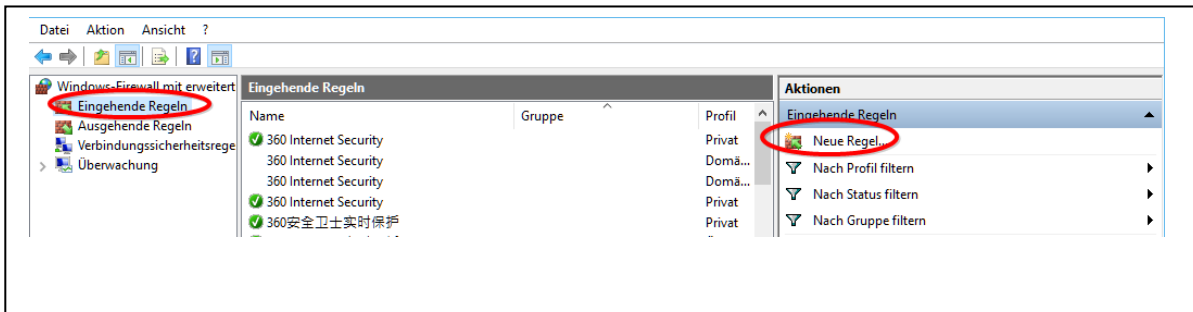 Datei Aktion Ansicht ?
Windows-Firewall mit erweitert
Eingehende Regeln
Ausgehende Regeln
Verbindungssicherheitsrege
Überwachung
Eingehende Regeln
Name Gruppe Profil
360 Internet Security Privat
360 Internet Security Domä...
360 Internet Security Domä...
360 Internet Security Privat
360安全卫士实时保护 Privat
Aktionen
Eingehende Regeln
Neue Regel...
Nach Profil filtern
Nach Status filtern
Nach Gruppe filtern